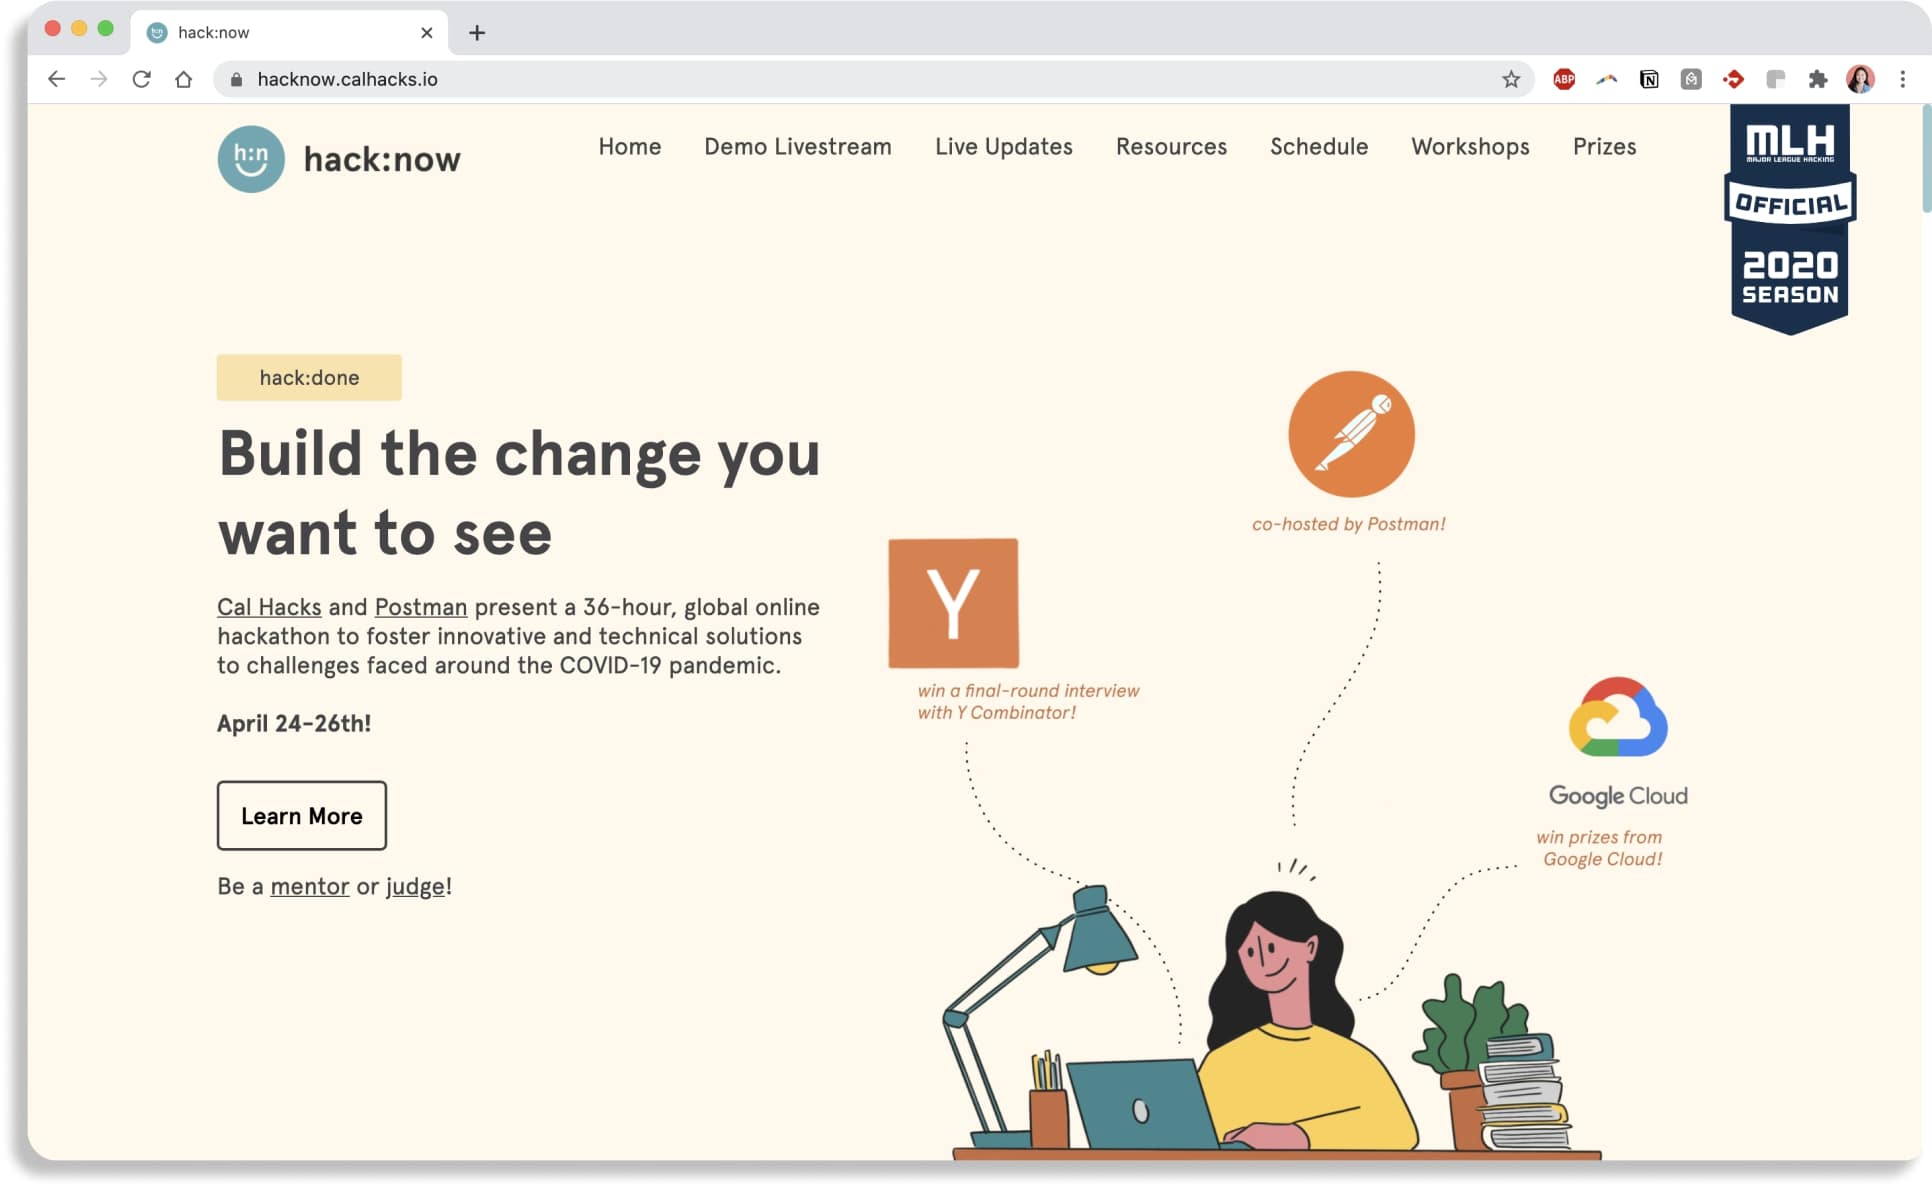 hack:now
hacknow.calhacks.io
ABP
h:n
hack:now
Home
Demo Livestream
Live Updates
Resources
Schedule
Workshops
Prizes
MLH
MAJOR LEAGUE HACKING
OFFICIAL
2020
SEASON
hack:done
Build the change you
want to see
Cal Hacks and Postman present a 36-hour, global online
hackathon to foster innovative and technical solutions
to challenges faced around the COVID-19 pandemic.
April 24-26th!
Learn More
Be a mentor or judge!
co-hosted by Postman!
Y
win a final-round interview
with Y Combinator!
Google Cloud
win prizes from
Google Cloud!